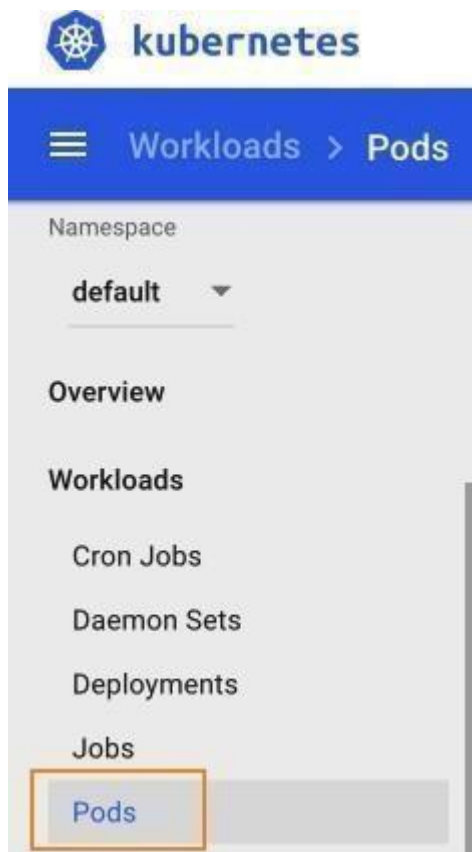 kubernetes
Workloads > Pods
Namespace
default
Overview
Workloads
Cron Jobs
Daemon Sets
Deployments
Jobs
Pods